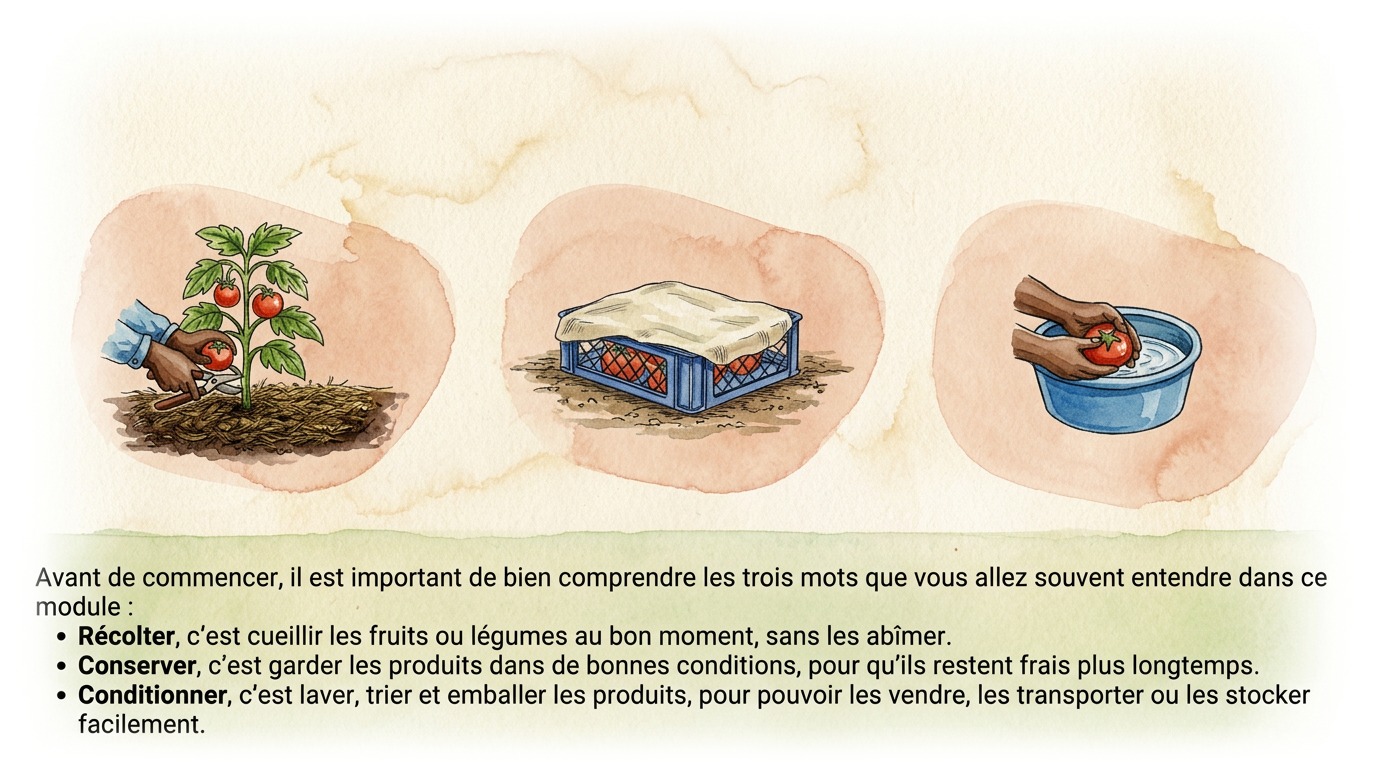 Avant de commencer, il est important de bien comprendre les trois mots que vous allez souvent entendre dans ce
module :
• Récolter, c’est cueillir les fruits ou légumes au bon moment, sans les abîmer.
• Conserver, c’est garder les produits dans de bonnes conditions, pour qu’ils restent frais plus longtemps.
• Conditionner, c’est laver, trier et emballer les produits, pour pouvoir les vendre, les transporter ou les stocker
facilement.